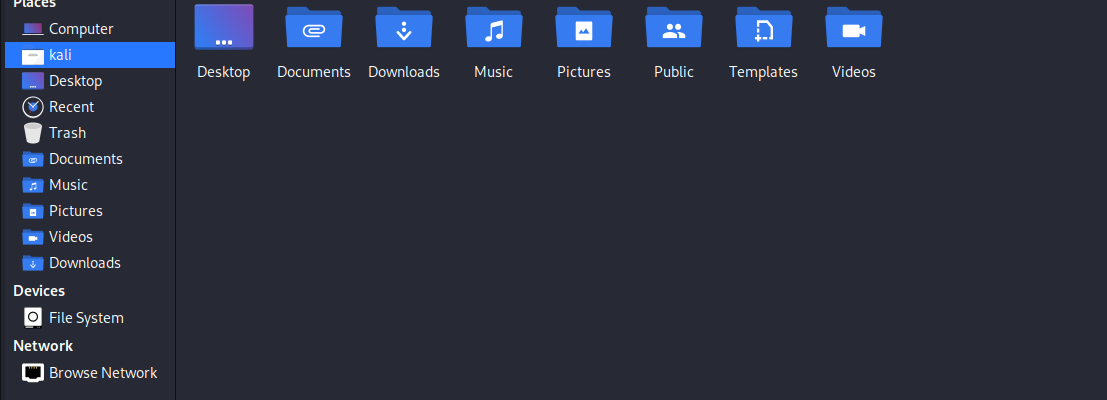 Places
Computer
kali
Desktop
Recent
Trash
Documents
Music
Pictures
Videos
Downloads
Devices
File System
Network
Browse Network
Desktop
Documents
Downloads
Music
Pictures
Public
Templates
Videos